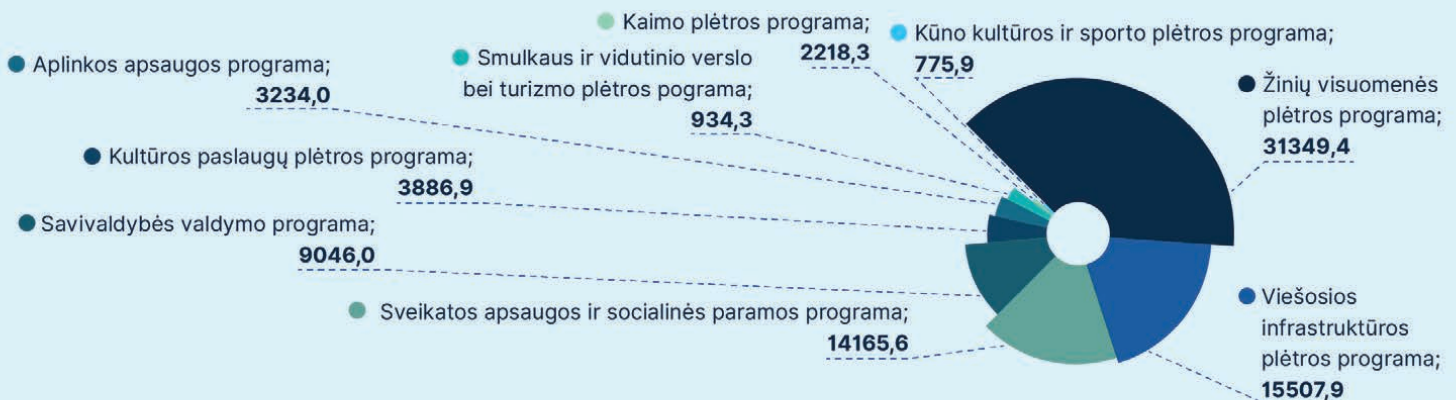 Kaimo plėtros programa;
2218,3
Kūno kultūros ir sporto plėtros programa;
775,9
Smulkaus ir vidutinio verslo
bei turizmo plėtros pograma;
934,3
Aplinkos apsaugos programa;
3234,0
Žinių visuomenės
plėtros programa;
31349,4
Kultūros paslaugų plėtros programa;
3886,9
Savivaldybės valdymo programa;
9046,0
Sveikatos apsaugos ir socialinės paramos programa;
14165,6
Viešosios
infrastruktūros
plėtros programa;
15507,9